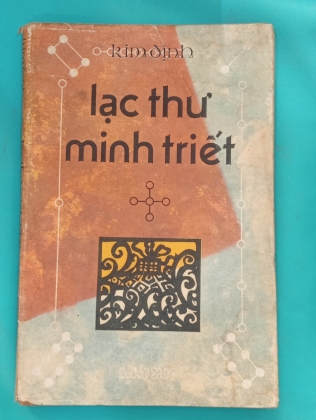 kim định
lạc thư
minh triết